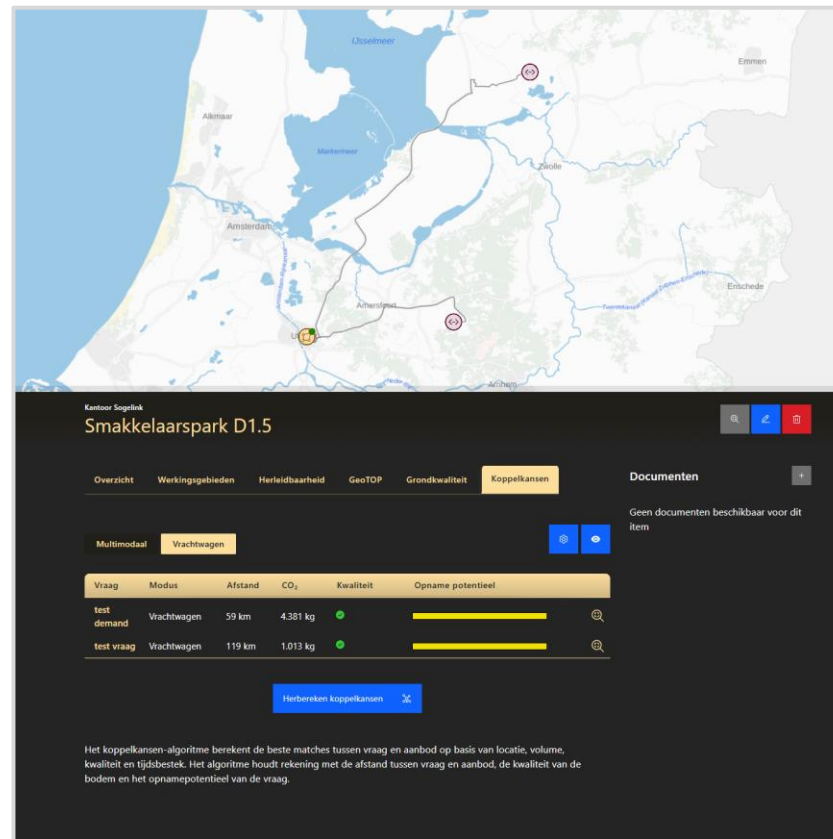 IJsselmeer
Emmen
Alkmaar
Markermeer
Zwolle
Amsterdam
Enschede
Amersfoort
Arnhem
Kantoor Sogelink
Smakkelaarspark D1.5
Overzicht Werkingsgebieden Herleidbaarheid GeoTOP Grondkwaliteit Koppelkansen
Documenten
+
Geen documenten beschikbaar voor dit
item
Multimodaal Vrachtwagen
Vraag Modus Afstand CO₂ Kwaliteit Opname potentieel
test
demand Vrachtwagen 59 km 4.381 kg
test vraag Vrachtwagen 119 km 1.013 kg
Herbereken koppelkansen
Het koppelkansen-algoritme berekent de beste matches tussen vraag en aanbod op basis van locatie, volume,
kwaliteit en tijdsbestek. Het algoritme houdt rekening met de afstand tussen vraag en aanbod, de kwaliteit van de
bodem en het opnamepotentieel van de vraag.